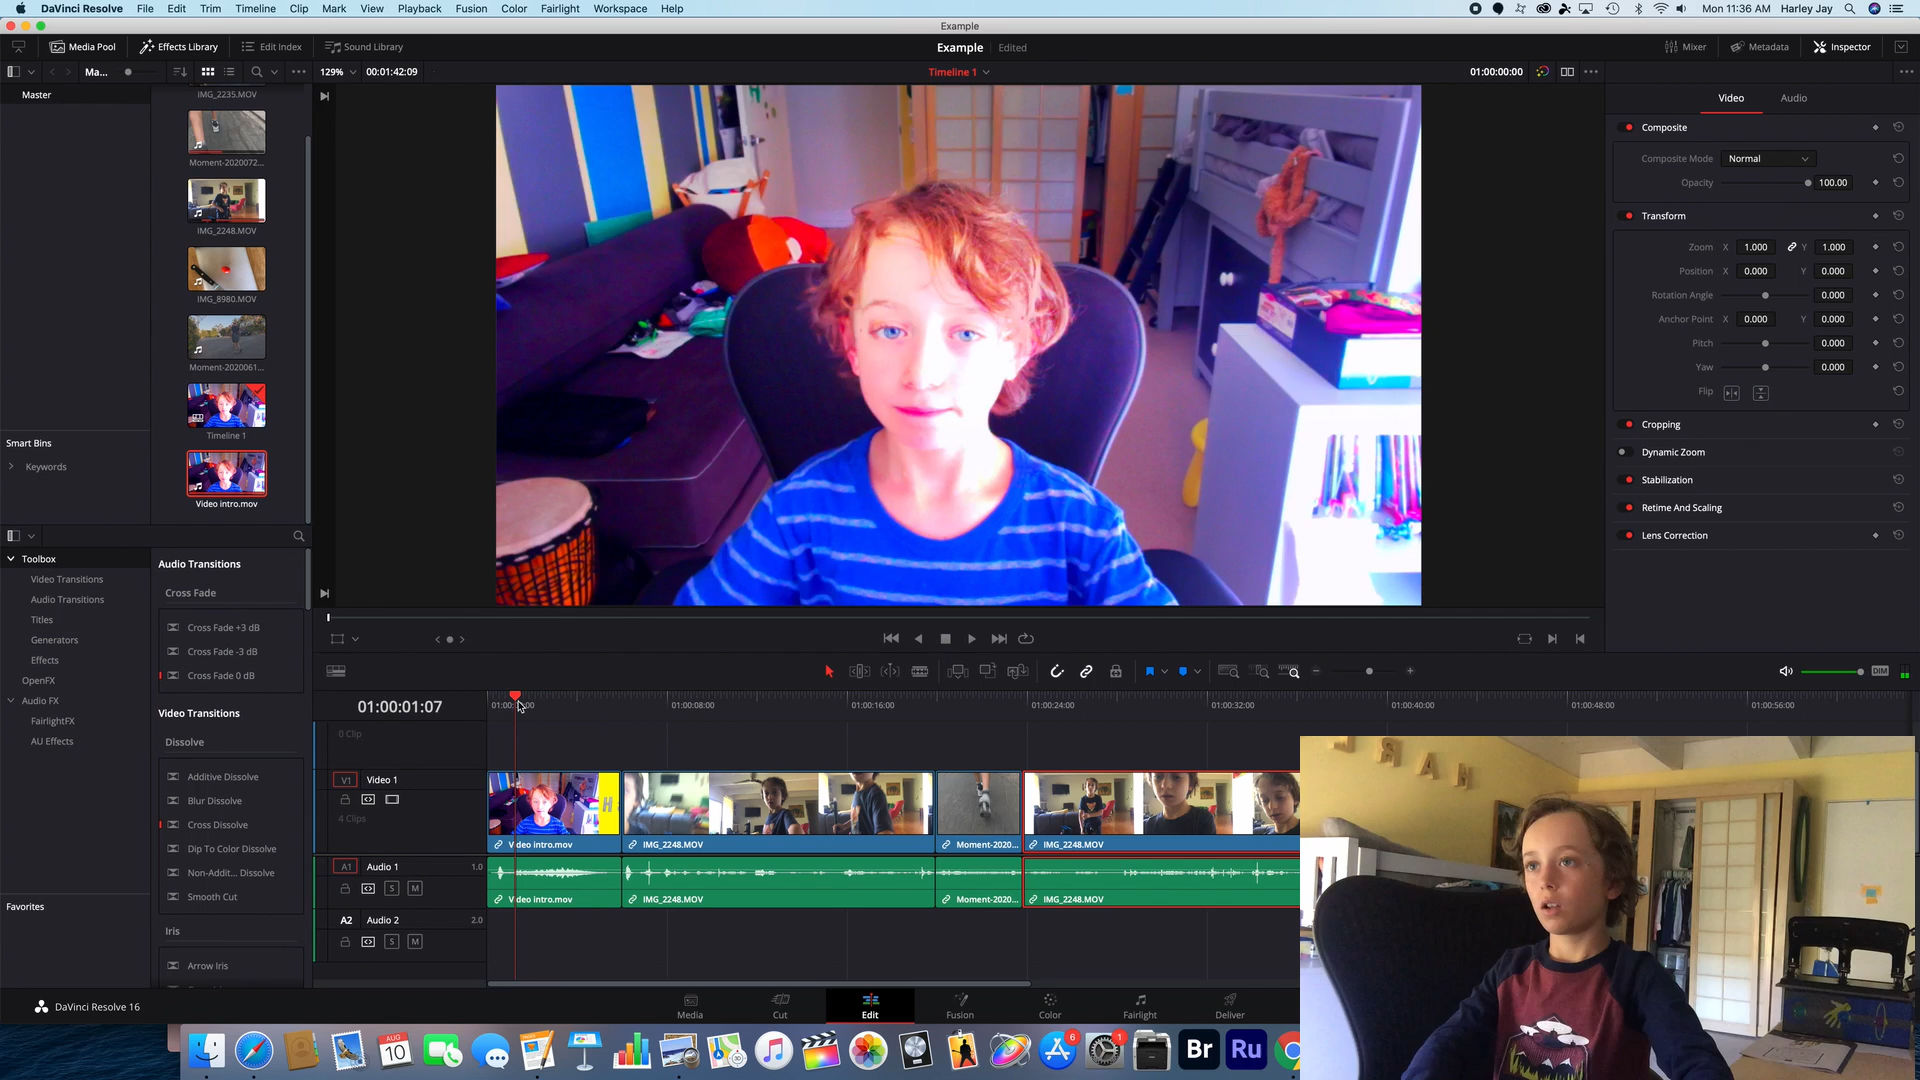 DaVinci Resolve File Edit Trim Timeline Clip Mark View Playback Fusion Color Fairlight Workspace Help Mon 11:36 AM Harley Jay
Example
Media Pool Effects Library Edit Index Sound Library Example Edited Mixer Metadata Inspector
Ma... 129% 00:01:42:09 Timeline 1 01:00:00:00
Master
IMG_2235.MOV
Moment-2020072...
IMG_2248.MOV
IMG_8980.MOV
Moment-2020061...
Timeline 1
Video intro.mov
Smart Bins
Keywords
Video Audio
Composite
Composite Mode Normal
Opacity 100.00
Transform
Zoom X 1.000 Y 1.000
Position X 0.000 Y 0.000
Rotation Angle 0.000
Anchor Point X 0.000 Y 0.000
Pitch 0.000
Yaw 0.000
Flip
Cropping
Dynamic Zoom
Stabilization
Retime And Scaling
Lens Correction
Toolbox
Video Transitions
Audio Transitions
Titles
Generators
Effects
OpenFX
Audio FX
FairlightFX
AU Effects
Favorites
Audio Transitions
Cross Fade
Cross Fade +3 dB
Cross Fade -3 dB
Cross Fade 0 dB
Video Transitions
Dissolve
Additive Dissolve
Blur Dissolve
Cross Dissolve
Dip To Color Dissolve
Non-Addit... Dissolve
Smooth Cut
Iris
Arrow Iris
DIM
01:00:01:07 01:00:08:00 01:00:16:00 01:00:24:00 01:00:32:00 01:00:40:00 01:00:48:00 01:00:56:00
0 Clip
V1 Video 1
4 Clips
H
Video intro.mov IMG_2248.MOV Moment-2020... IMG_2248.MOV
A1 Audio 1 1.0
S M
Video intro.mov IMG_2248.MOV Moment-2020... IMG_2248.MOV
A2 Audio 2 2.0
S M
DaVinci Resolve 16 Media Cut Edit Fusion Color Fairlight Deliver
AUG 10 6 1 Br Ru